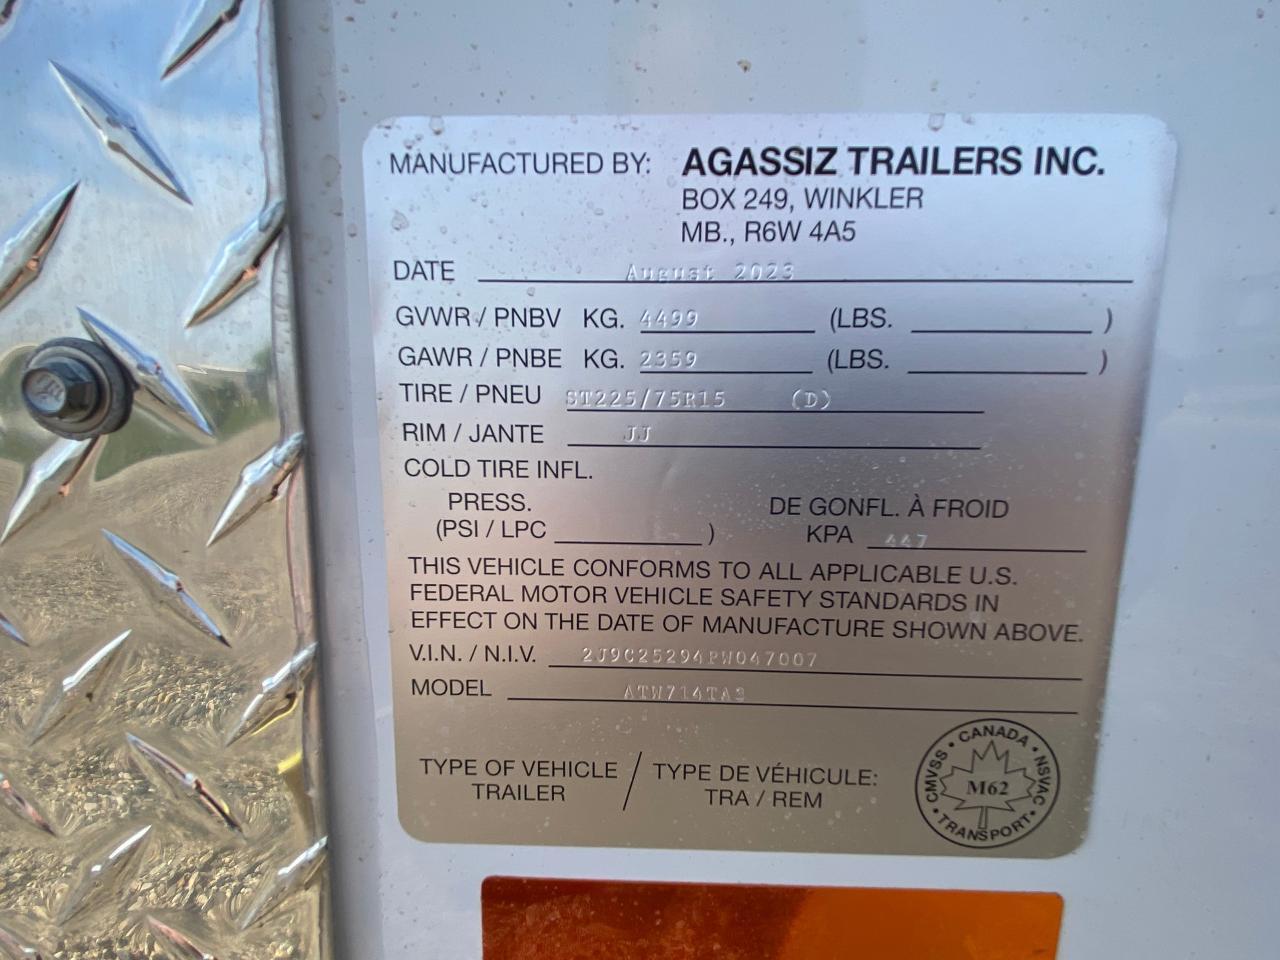 MANUFACTURED BY: AGASSIZ TRAILERS INC.
BOX 249, WINKLER
MB., R6W 4A5
DATE August 2023
GVWR / PNBV KG. 4499 (LBS. )
GAWR / PNBE KG. 2359 (LBS. )
TIRE / PNEU ST225/75R15 (D)
RIM / JANTE JJ
COLD TIRE INFL.
PRESS. DE GONFL. À FROID
(PSI / LPC ) KPA 447
THIS VEHICLE CONFORMS TO ALL APPLICABLE U.S.
FEDERAL MOTOR VEHICLE SAFETY STANDARDS IN
EFFECT ON THE DATE OF MANUFACTURE SHOWN ABOVE.
V.I.N. / N.I.V. 2J9C25294PW047007
MODEL ATW714TAS
TYPE OF VEHICLE / TYPE DE VÉHICULE:
TRAILER TRA / REM
CMVSS • CANADA • NSVAC • TRANSPORT •
M62